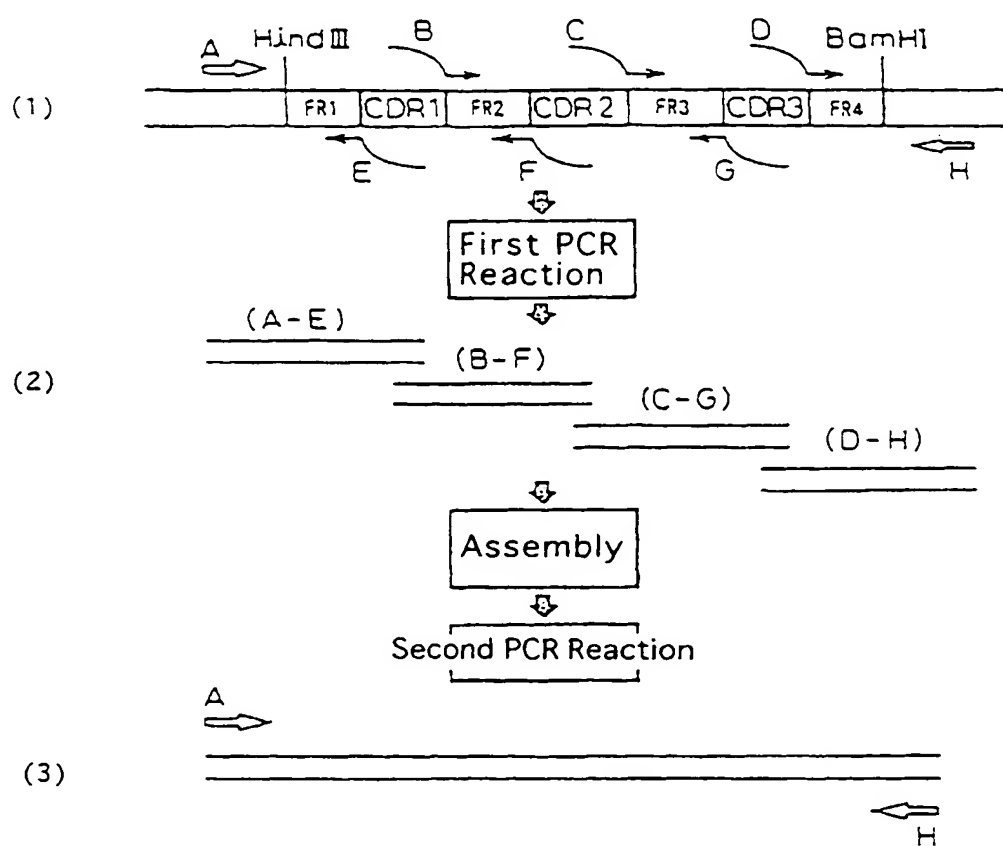 A HindIII B C D BamHI
(1) FR1 CDR1 FR2 CDR2 FR3 CDR3 FR4
E F G H
First PCR
Reaction
(A-E)
(2) (B-F)
(C-G)
(D-H)
Assembly
Second PCR Reaction
A
(3)
H